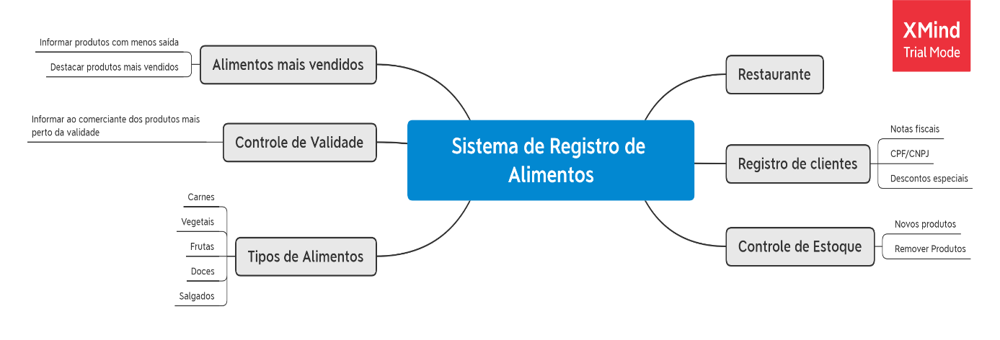 XMind
Trial Mode
Sistema de Registro de
Alimentos
Restaurante
Registro de clientes
Notas fiscais
CPF/CNPJ
Descontos especiais
Controle de Estoque
Novos produtos
Remover Produtos
Alimentos mais vendidos
Informar produtos com menos saída
Destacar produtos mais vendidos
Controle de Validade
Informar ao comerciante dos produtos mais
perto da validade
Tipos de Alimentos
Carnes
Vegetais
Frutas
Doces
Salgados